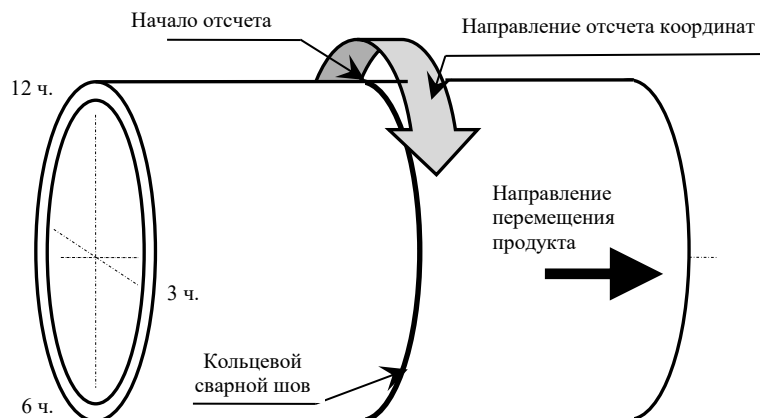 Начало отсчета
Направление отсчета координат
12 ч.
Направление
перемещения
продукта
3 ч.
Кольцевой
сварной шов
6 ч.